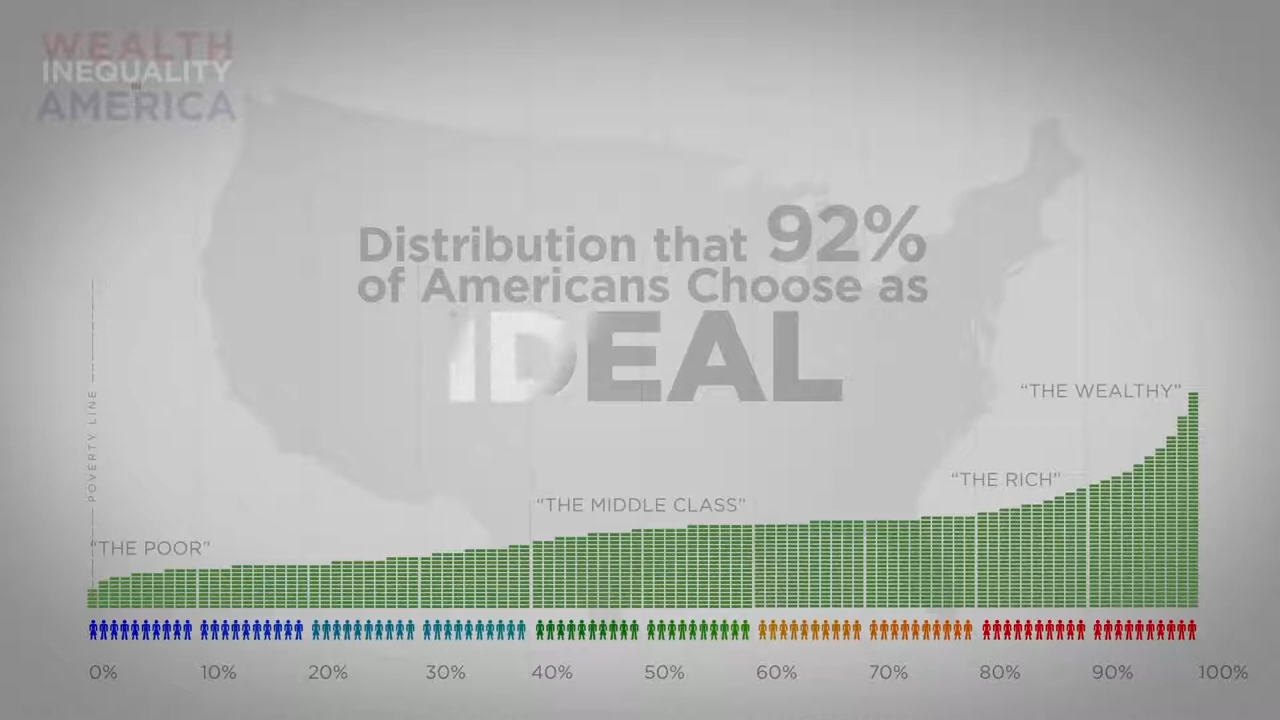 WEALTH
INEQUALITY
IN
AMERICA
Distribution that 92%
of Americans Choose as
iDEAL
"THE WEALTHY"
"THE RICH"
"THE MIDDLE CLASS"
POVERTY LINE
"THE POOR"
0% 10% 20% 30% 40% 50% 60% 70% 80% 90% 100%